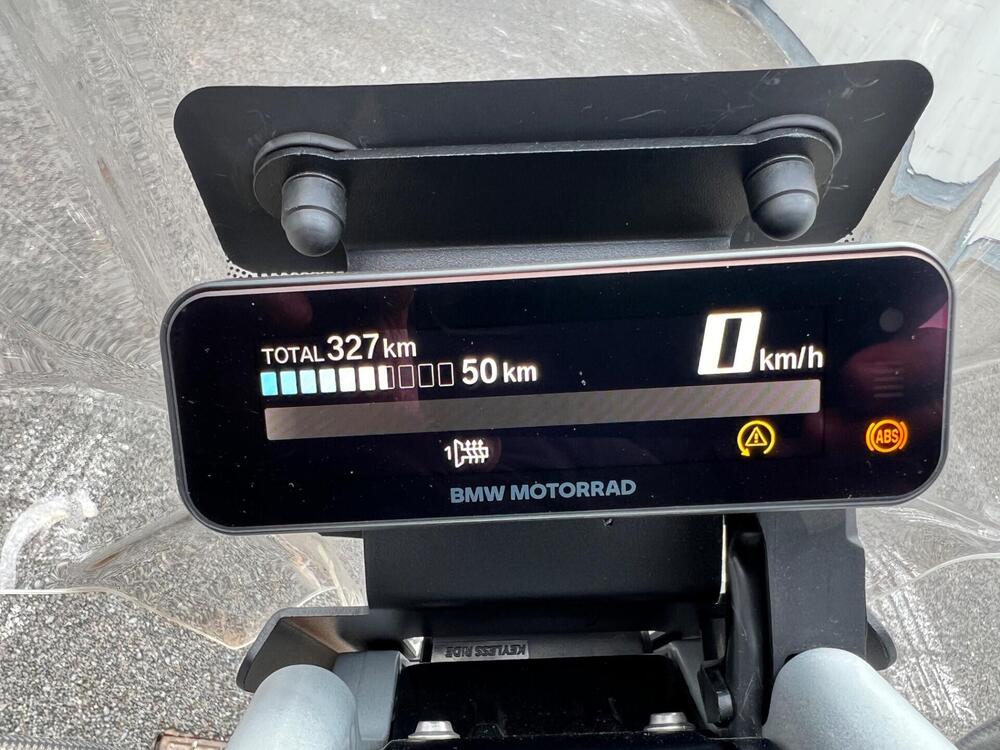 TOTAL 327 km
50 km
0 km/h
1
ABS
BMW MOTORRAD
KEYLESS RIDE